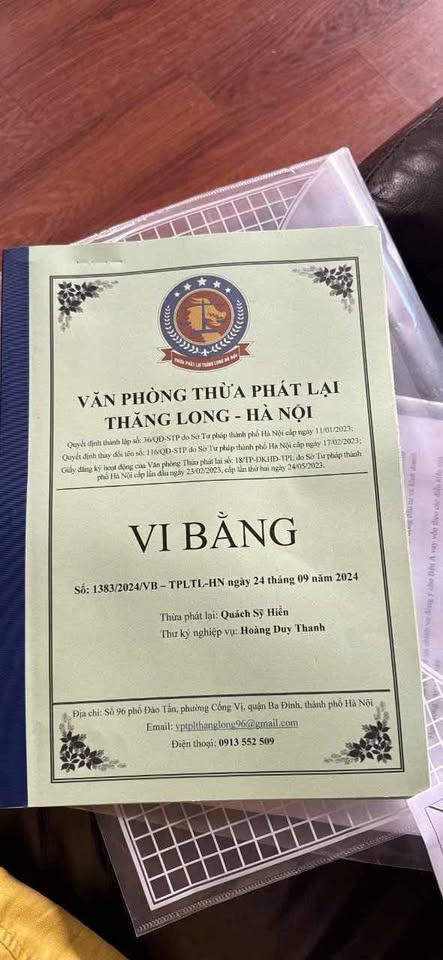 THỪA PHÁT LẠI THĂNG LONG HÀ NỘI
VĂN PHÒNG THỪA PHÁT LẠI
THĂNG LONG - HÀ NỘI
Quyết định thành lập số: 36/QĐ-STP do Sở Tư pháp thành phố Hà Nội cấp ngày 11/01/2023;
Quyết định thay đổi tên số: 116/QĐ-STP do Sở Tư pháp thành phố Hà Nội cấp ngày 17/02/2023;
Giấy đăng ký hoạt động của Văn phòng Thừa phát lại số: 18/TP-ĐKHĐ-TPL do Sở Tư pháp thành
phố Hà Nội cấp lần đầu ngày 23/02/2023, cấp lần thứ hai ngày 24/05/2023.
VI BẰNG
Số: 1383/2024/VB – TPLTL-HN ngày 24 tháng 09 năm 2024
Thừa phát lại: Quách Sỹ Hiển
Thư ký nghiệp vụ: Hoàng Duy Thanh
Địa chỉ: Số 96 phố Đào Tấn, phường Cống Vị, quận Ba Đình, thành phố Hà Nội
Email: vptplthanglong96@gmail.com
Điện thoại: 0913 552 509